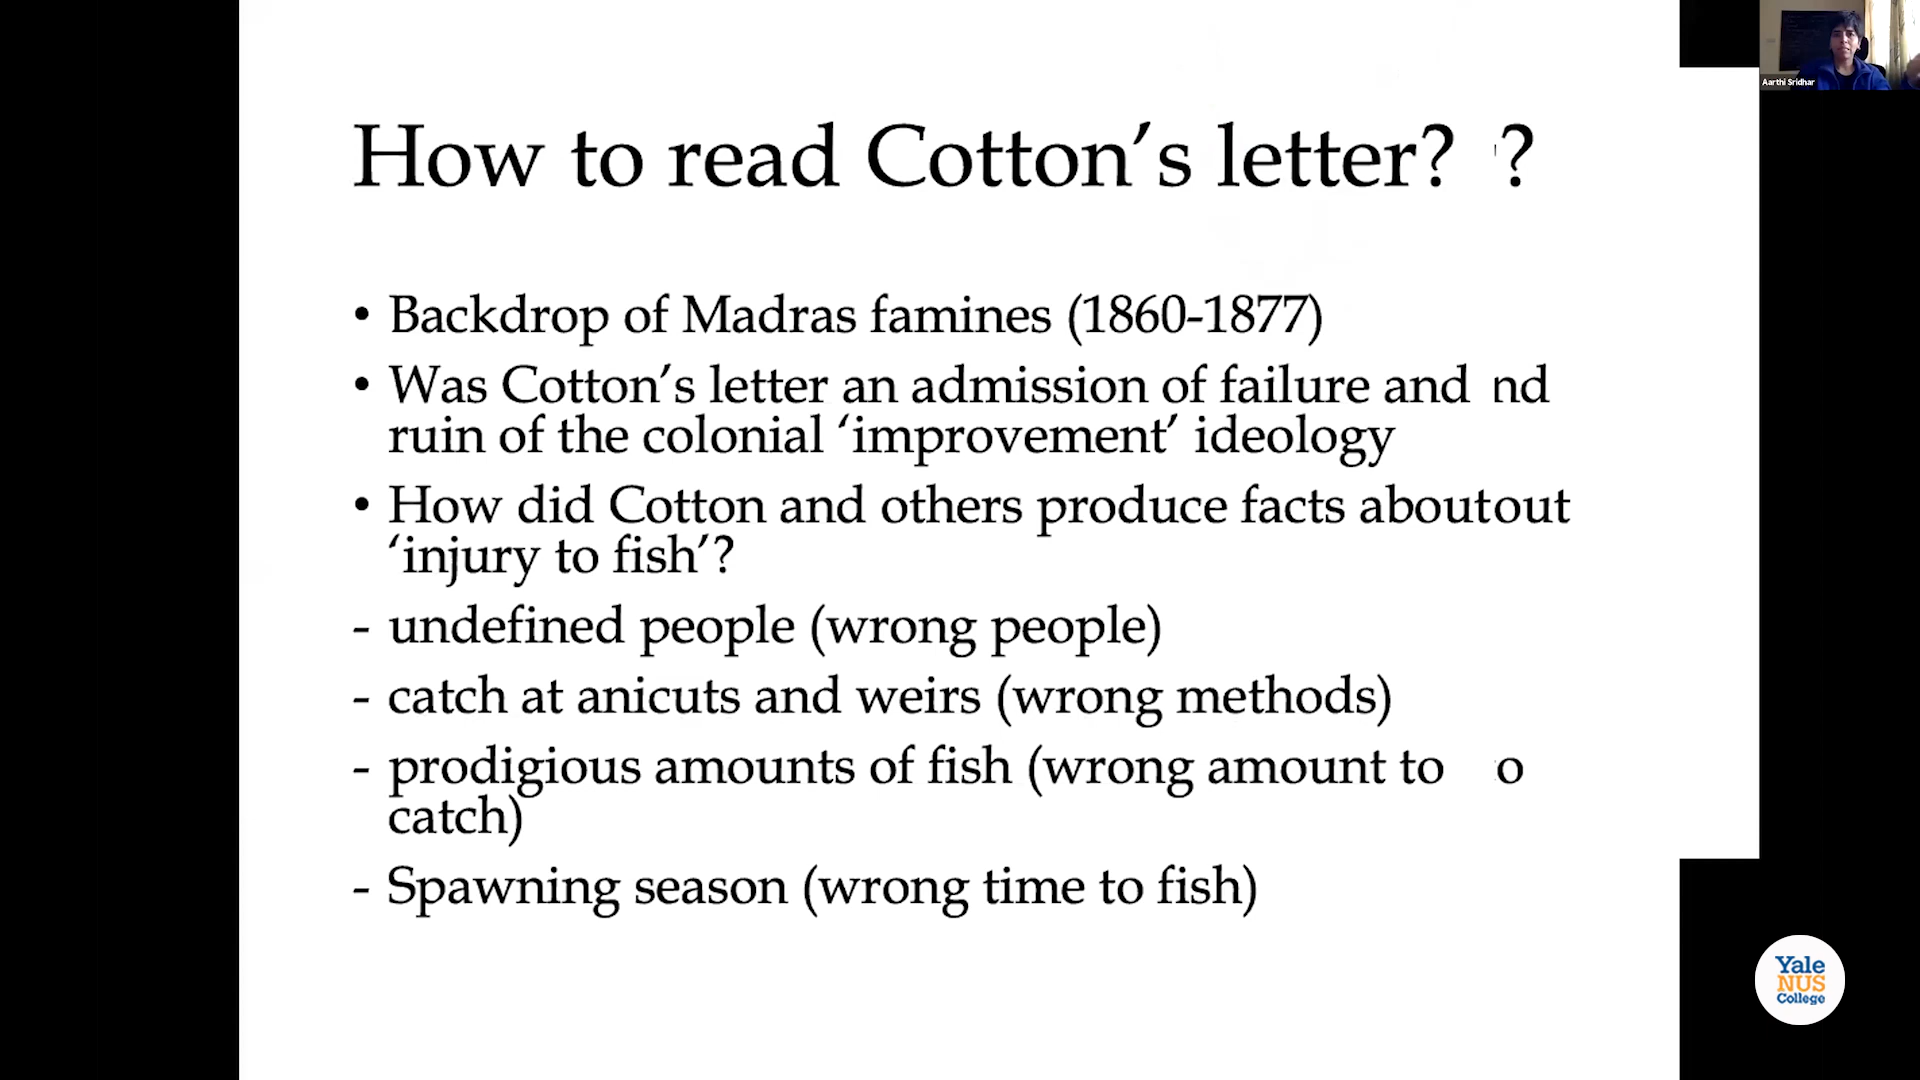 How to read Cotton's letter? ?
• Backdrop of Madras famines (1860-1877)
• Was Cotton's letter an admission of failure and nd
ruin of the colonial 'improvement' ideology
• How did Cotton and others produce facts aboutout
'injury to fish'?
- undefined people (wrong people)
- catch at anicuts and weirs (wrong methods)
- prodigious amounts of fish (wrong amount to o
catch)
- Spawning season (wrong time to fish)
Aarthi Sridhar
Yale
NUS
College